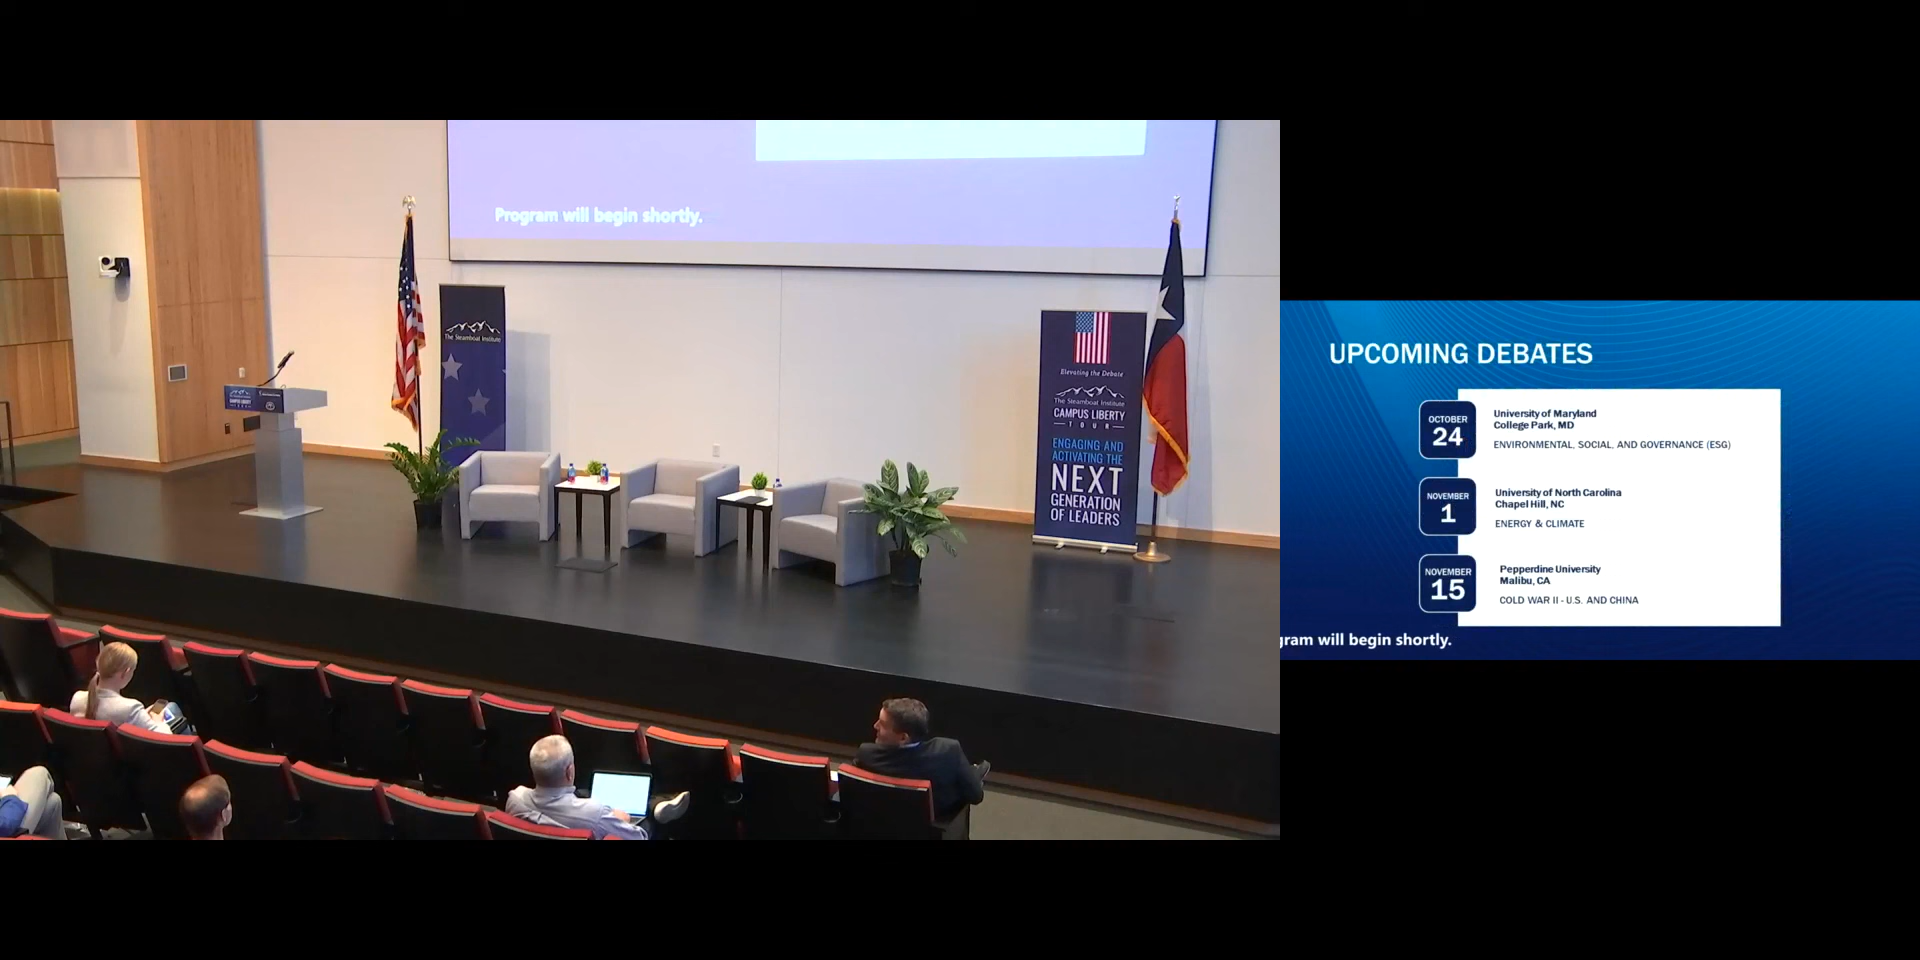 Program will begin shortly.
The Steamboat Institute
Elevating the Debate
The Steamboat Institute
CAMPUS LIBERTY
TOUR
ENGAGING AND
ACTIVATING THE
NEXT
GENERATION
OF LEADERS
CAMPUS LIBERTY
UPCOMING DEBATES
OCTOBER
24
University of Maryland
College Park, MD
ENVIRONMENTAL, SOCIAL, AND GOVERNANCE (ESG)
NOVEMBER
1
University of North Carolina
Chapel Hill, NC
ENERGY & CLIMATE
NOVEMBER
15
Pepperdine University
Malibu, CA
COLD WAR II - U.S. AND CHINA
gram will begin shortly.